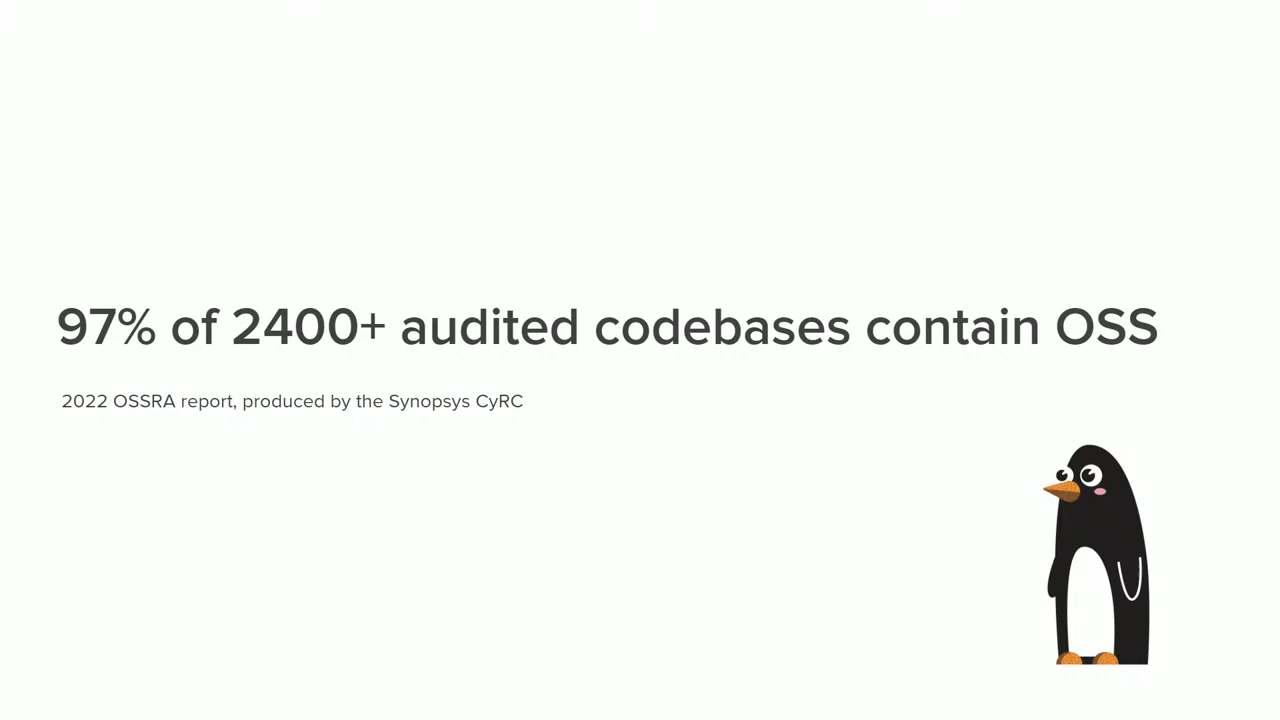 97% of 2400+ audited codebases contain OSS
2022 OSSRA report, produced by the Synopsys CyRC